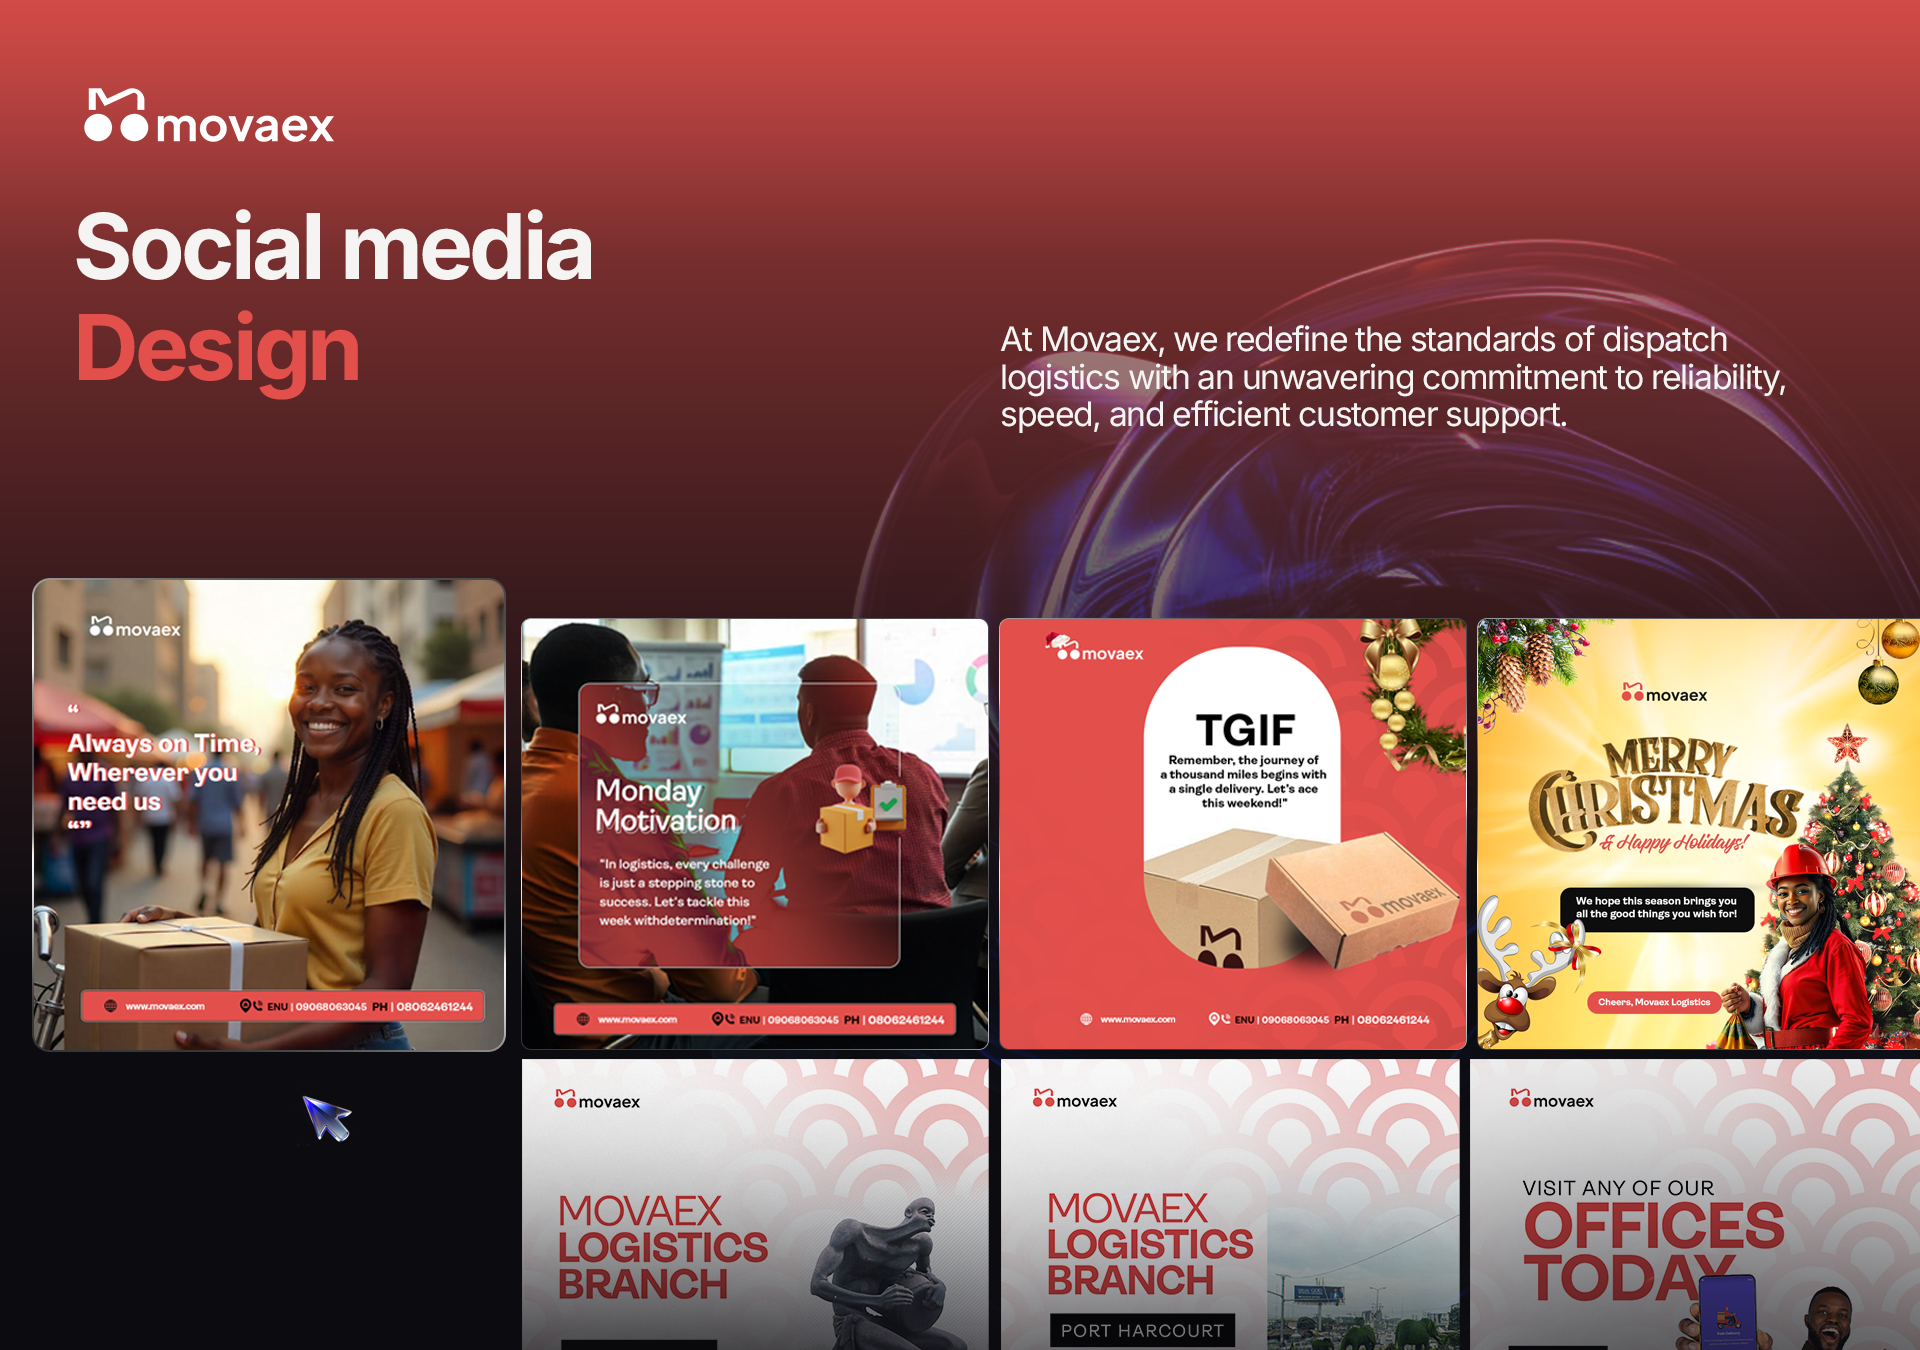 movaex
Social media
Design
At Movaex, we redefine the standards of dispatch
logistics with an unwavering commitment to reliability,
speed, and efficient customer support.
movaex
“
Always on Time,
Wherever you
need us
“”
www.movaex.com ENU | 09068063045 PH | 08062461244
movaex
Monday
Motivation
"In logistics, every challenge
is just a stepping stone to
success. Let's tackle this
week withdetermination!"
www.movaex.com ENU | 09068063045 PH | 08062461244
movaex
TGIF
Remember, the journey of
a thousand miles begins with
a single delivery. Let's ace
this weekend!"
movaex
www.movaex.com ENU | 09068063045 PH | 08062461244
movaex
MERRY
CHRISTMAS
& Happy Holidays!
We hope this season brings you
all the good things you wish for!
Cheers, Movaex Logistics
movaex
MOVAEX
LOGISTICS
BRANCH
movaex
MOVAEX
LOGISTICS
BRANCH
PORT HARCOURT
movaex
VISIT ANY OF OUR
OFFICES
TODAY